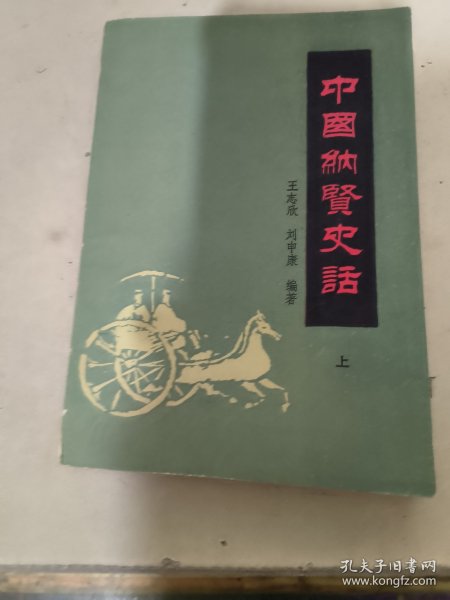 中國納賢史話
王志欣 刘申康 编著
上
孔夫子旧书网
www.kongfz.com